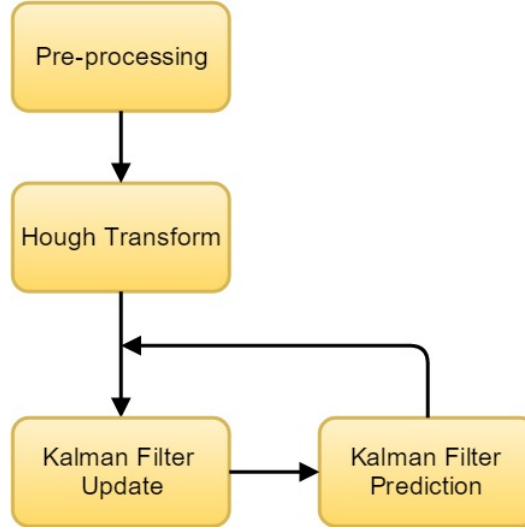 Pre-processing
Hough Transform
Kalman Filter
Update
Kalman Filter
Prediction